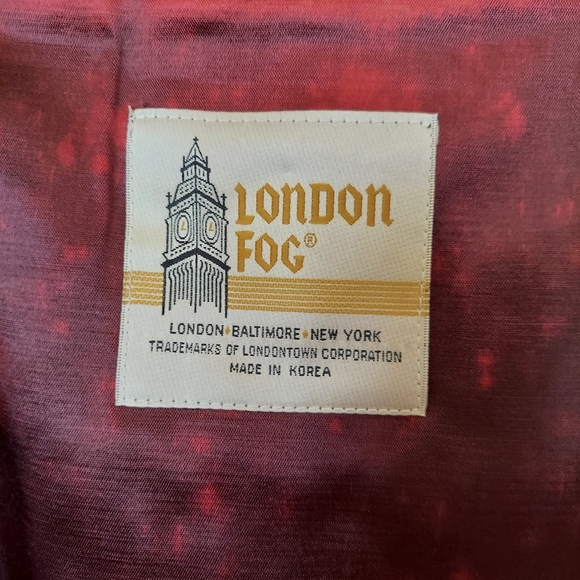 LONDON
FOG®
LONDON♦BALTIMORE♦NEW YORK
TRADEMARKS OF LONDONTOWN CORPORATION
MADE IN KOREA